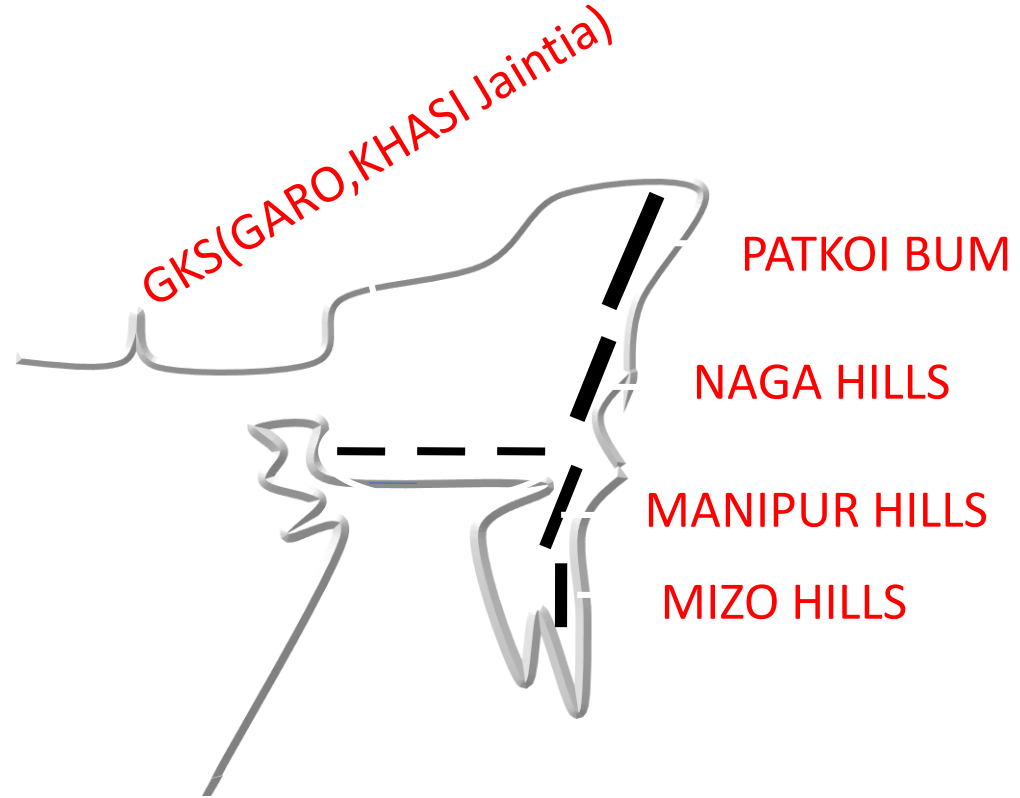 GKS(GARO,KHASI Jaintia)
PATKOI BUM
NAGA HILLS
MANIPUR HILLS
MIZO HILLS